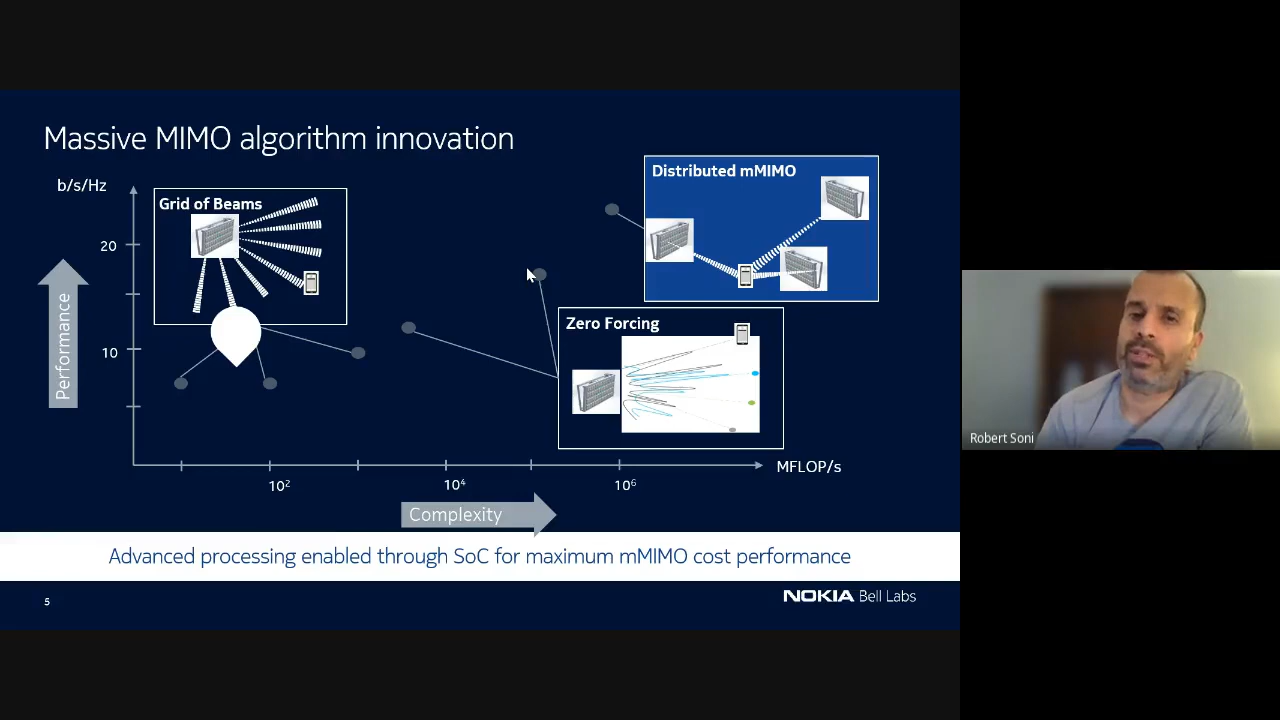 Massive MIMO algorithm innovation
b/s/Hz
Grid of Beams
Distributed mMIMO
20
Performance
Zero Forcing
10
Robert Soni
MFLOP/s
10²
10⁴
10⁶
Complexity
Advanced processing enabled through SoC for maximum mMIMO cost performance
5
NOKIA Bell Labs